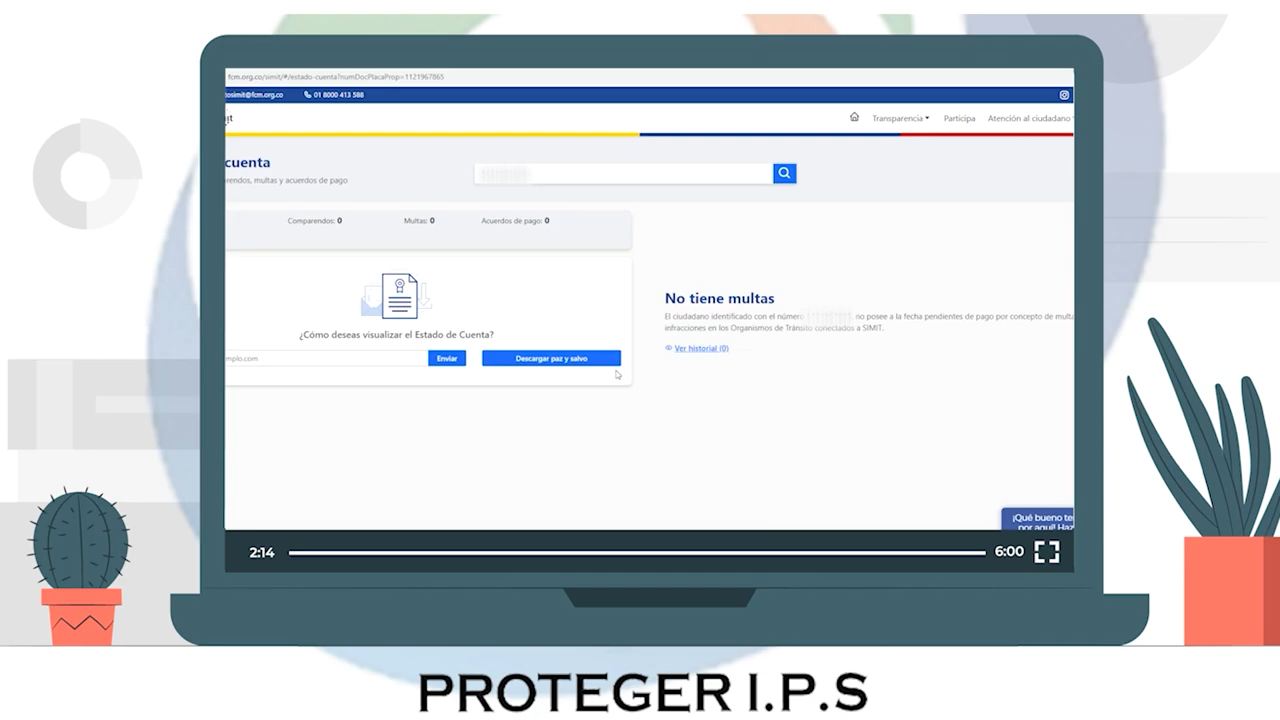 fcm.org.co/simit/#/estado-cuenta?numDocPlacaProp=1121967865
tosimit@fcm.org.co 01 8000 413 588
Transparencia Participa Atención al ciudadano
cuenta
rendos, multas y acuerdos de pago
Comparendos: 0 Multas: 0 Acuerdos de pago: 0
No tiene multas
El ciudadano identificado con el número , no posee a la fecha pendientes de pago por concepto de multa
infracciones en los Organismos de Tránsito conectados a SIMIT.
Ver historial (0)
¿Cómo deseas visualizar el Estado de Cuenta?
mplo.com Enviar Descargar paz y salvo
¡Qué bueno te
por aquí! Haz
2:14 6:00
PROTEGER I.P.S